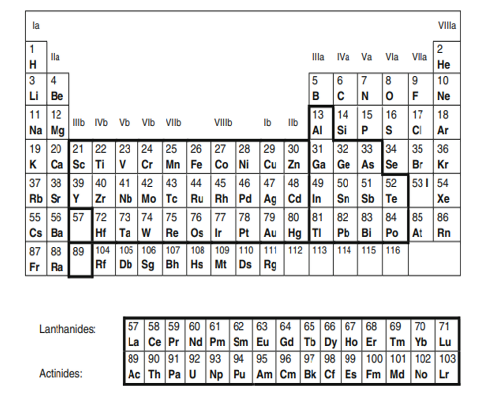 Ia VIIIa
1 IIa IIIa IVa Va VIa VIIa 2
H He
3 4 5 6 7 8 9 10
Li Be B C N O F Ne
11 12 13 14 15 16 17 18
Na Mg IIIb IVb Vb VIb VIIb VIIIb Ib IIb Al Si P S Cl Ar
19 20 21 22 23 24 25 26 27 28 29 30 31 32 33 34 35 36
K Ca Sc Ti V Cr Mn Fe Co Ni Cu Zn Ga Ge As Se Br Kr
37 38 39 40 41 42 43 44 45 46 47 48 49 50 51 52 53 I 54
Rb Sr Y Zr Nb Mo Tc Ru Rh Pd Ag Cd In Sn Sb Te Xe
55 56 57 72 73 74 75 76 77 78 79 80 81 82 83 84 85 86
Cs Ba Hf Ta W Re Os Ir Pt Au Hg Tl Pb Bi Po At Rn
87 88 89 104 105 106 107 108 109 110 111 112 113 114 115 116
Fr Ra Rf Db Sg Bh Hs Mt Ds Rg
Lanthanides: 57 58 59 60 61 62 63 64 65 66 67 68 69 70 71
La Ce Pr Nd Pm Sm Eu Gd Tb Dy Ho Er Tm Yb Lu
89 90 91 92 93 94 95 96 97 98 99 100 101 102 103
Actinides: Ac Th Pa U Np Pu Am Cm Bk Cf Es Fm Md No Lr